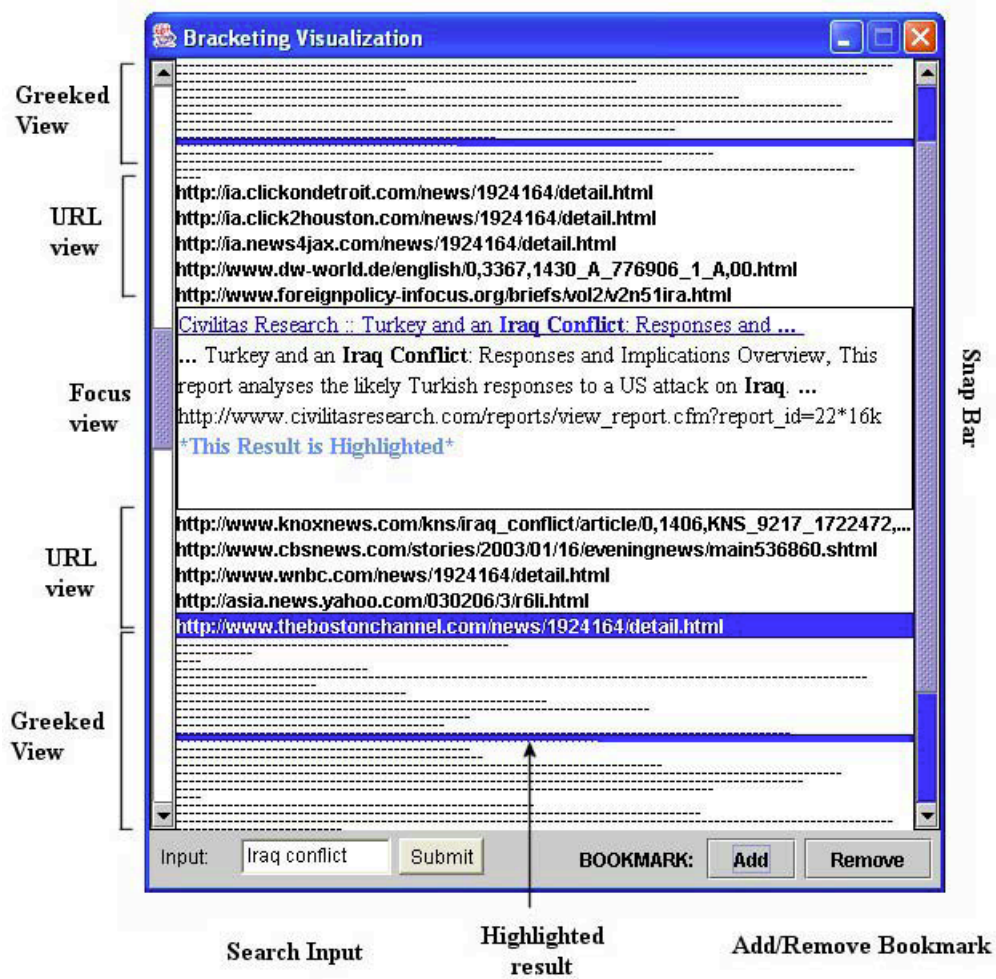 Bracketing Visualization
Greeked
View
http://ia.clickondetroit.com/news/1924164/detail.html
http://ia.click2houston.com/news/1924164/detail.html
URL
view
http://ia.news4jax.com/news/1924164/detail.html
http://www.dw-world.de/english/0,3367,1430_A_776906_1_A,00.html
http://www.foreignpolicy-infocus.org/briefs/vol2/v2n51ira.html
Civilitas Research :: Turkey and an Iraq Conflict: Responses and ...
... Turkey and an Iraq Conflict: Responses and Implications Overview, This
report analyses the likely Turkish responses to a US attack on Iraq. ...
http://www.civilitasresearch.com/reports/view_report.cfm?report_id=22*16k
*This Result is Highlighted*
Focus
view
Snap Bar
http://www.knoxnews.com/kns/iraq_conflict/article/0,1406,KNS_9217_1722472,...
http://www.cbsnews.com/stories/2003/01/16/eveningnews/main536860.shtml
URL
view
http://www.wnbc.com/news/1924164/detail.html
http://asia.news.yahoo.com/030206/3/r6li.html
http://www.thebostonchannel.com/news/1924164/detail.html
Greeked
View
Input: Iraq conflict Submit BOOKMARK: Add Remove
Search Input
Highlighted
result
Add/Remove Bookmark